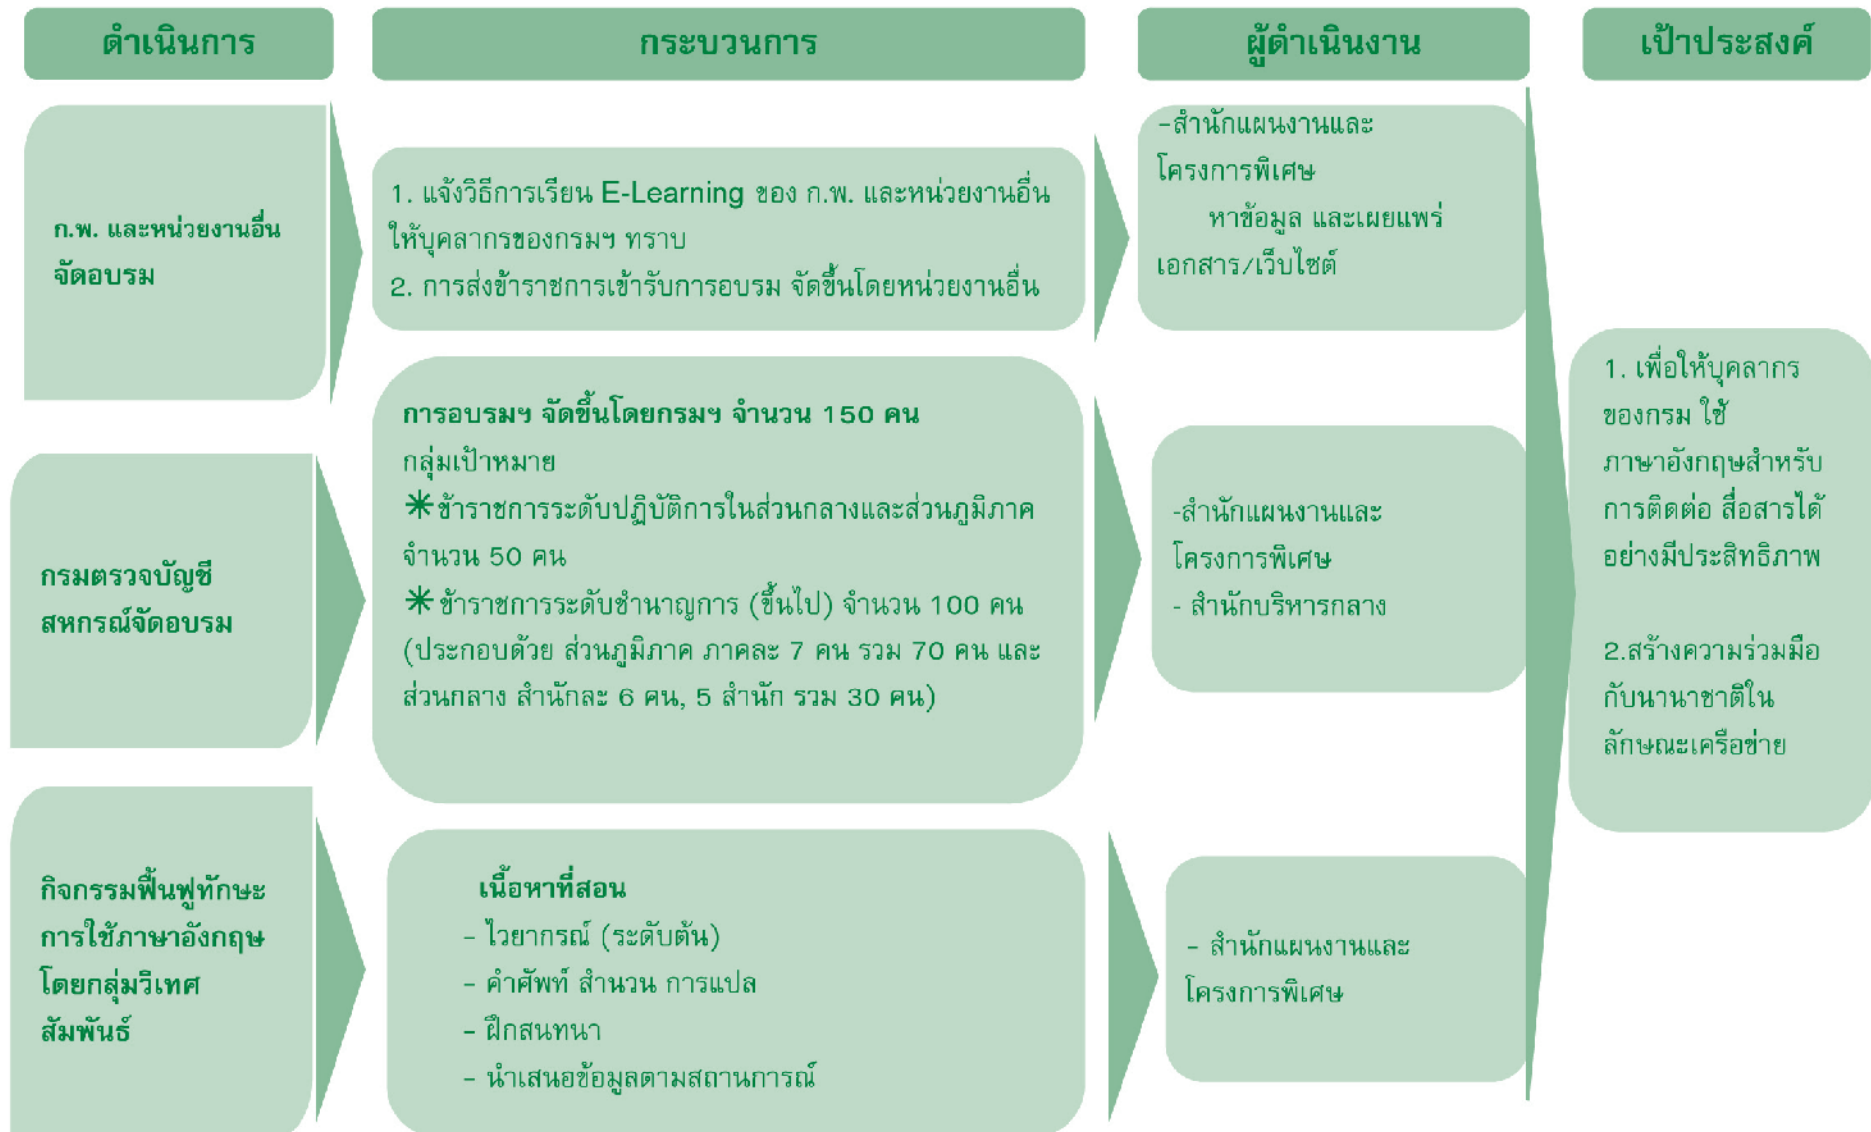 ดำเนินการ
กระบวนการ
ผู้ดำเนินงาน
เป้าประสงค์
ก.พ. และหน่วยงานอื่น
จัดอบรม
1. แจ้งวิธีการเรียน E-Learning ของ ก.พ. และหน่วยงานอื่น
ให้บุคลากรของกรมฯ ทราบ
2. การส่งข้าราชการเข้ารับการอบรม จัดขึ้นโดยหน่วยงานอื่น
-สำนักแผนงานและ
โครงการพิเศษ
หาข้อมูล และเผยแพร่
เอกสาร/เว็บไซต์
กรมตรวจบัญชี
สหกรณ์จัดอบรม
การอบรมฯ จัดขึ้นโดยกรมฯ จำนวน 150 คน
กลุ่มเป้าหมาย
✳ข้าราชการระดับปฏิบัติการในส่วนกลางและส่วนภูมิภาค
จำนวน 50 คน
✳ข้าราชการระดับชำนาญการ (ขึ้นไป) จำนวน 100 คน
(ประกอบด้วย ส่วนภูมิภาค ภาคละ 7 คน รวม 70 คน และ
ส่วนกลาง สำนักละ 6 คน, 5 สำนัก รวม 30 คน)
-สำนักแผนงานและ
โครงการพิเศษ
- สำนักบริหารกลาง
กิจกรรมฟื้นฟูทักษะ
การใช้ภาษาอังกฤษ
โดยกลุ่มวิเทศ
สัมพันธ์
เนื้อหาที่สอน
- ไวยากรณ์ (ระดับต้น)
- คำศัพท์ สำนวน การแปล
- ฝึกสนทนา
- นำเสนอข้อมูลตามสถานการณ์
- สำนักแผนงานและ
โครงการพิเศษ
1. เพื่อให้บุคลากร
ของกรม ใช้
ภาษาอังกฤษสำหรับ
การติดต่อ สื่อสารได้
อย่างมีประสิทธิภาพ
2.สร้างความร่วมมือ
กับนานาชาติใน
ลักษณะเครือข่าย